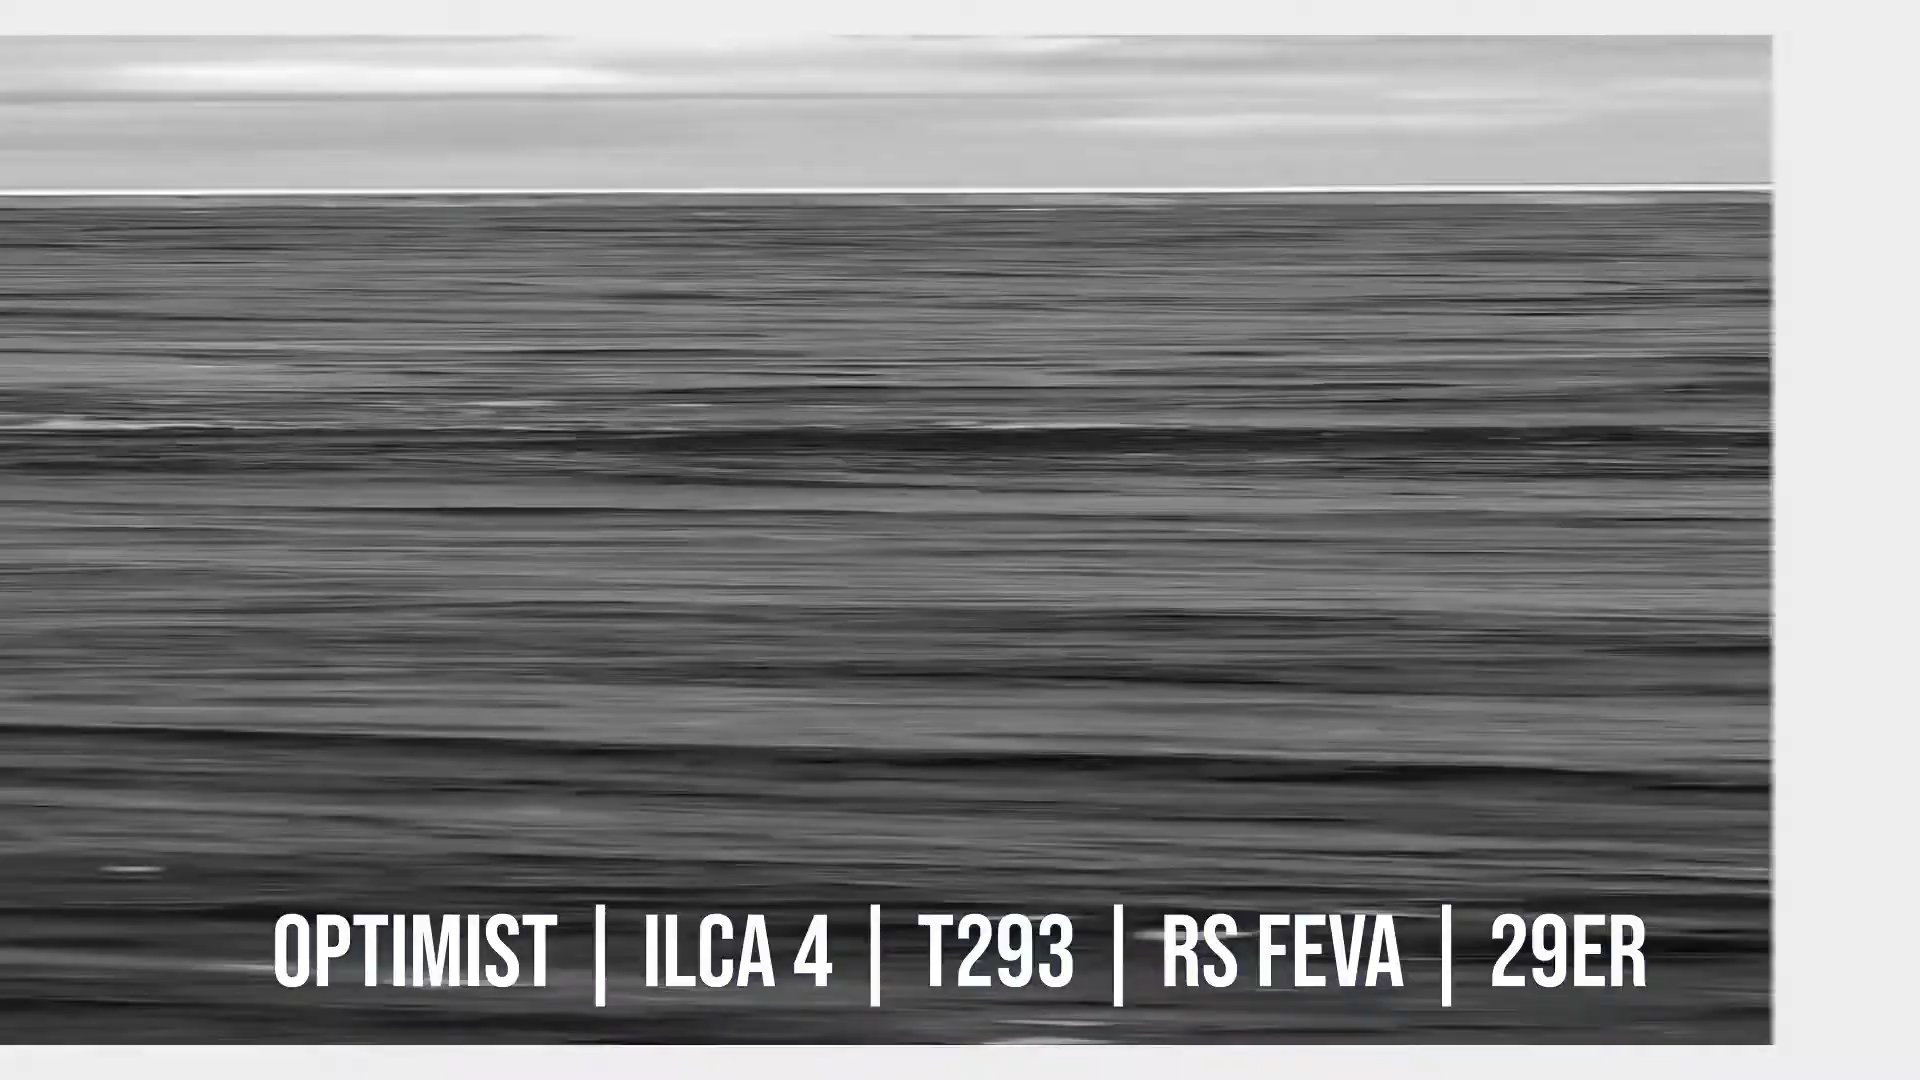 OPTIMIST | ILCA 4 | T293 | RS FEVA | 29ER